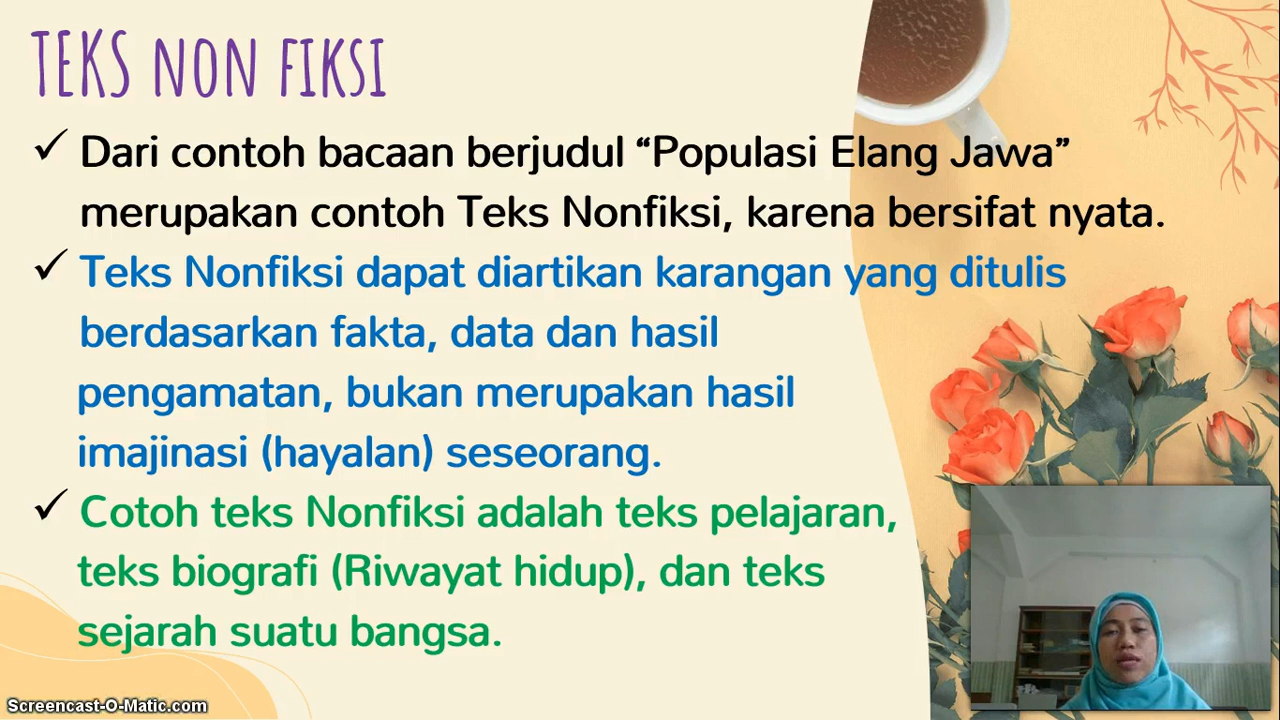 TEKS NON FIKSI
✓ Dari contoh bacaan berjudul “Populasi Elang Jawa”
merupakan contoh Teks Nonfiksi, karena bersifat nyata.
✓ Teks Nonfiksi dapat diartikan karangan yang ditulis
berdasarkan fakta, data dan hasil
pengamatan, bukan merupakan hasil
imajinasi (hayalan) seseorang.
✓ Cotoh teks Nonfiksi adalah teks pelajaran,
teks biografi (Riwayat hidup), dan teks
sejarah suatu bangsa.
Screencast-O-Matic.com